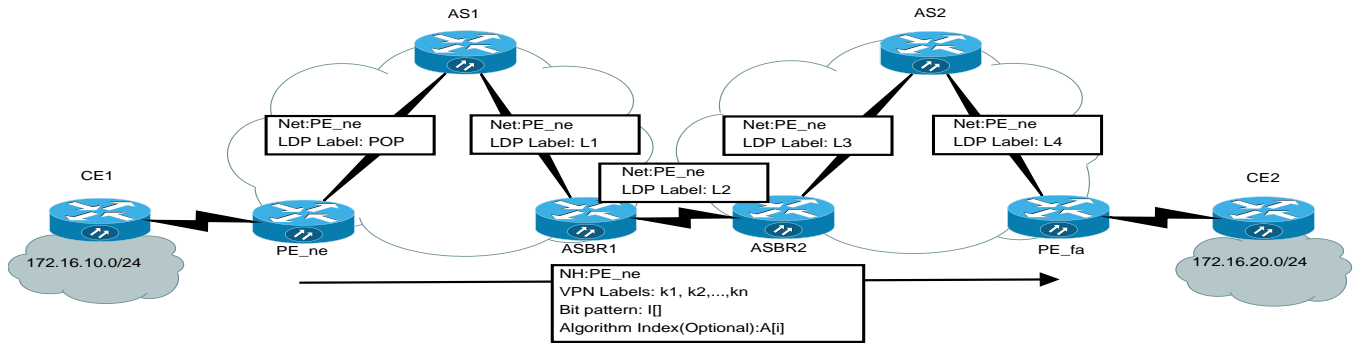 AS1
AS2
Net:PE_ne
LDP Label: POP
Net:PE_ne
LDP Label: L1
Net:PE_ne
LDP Label: L3
Net:PE_ne
LDP Label: L4
Net:PE_ne
LDP Label: L2
CE1
CE2
PE_ne
ASBR1
ASBR2
PE_fa
172.16.10.0/24
172.16.20.0/24
NH:PE_ne
VPN Labels: k1, k2,...,kn
Bit pattern: I[]
Algorithm Index(Optional):A[i]